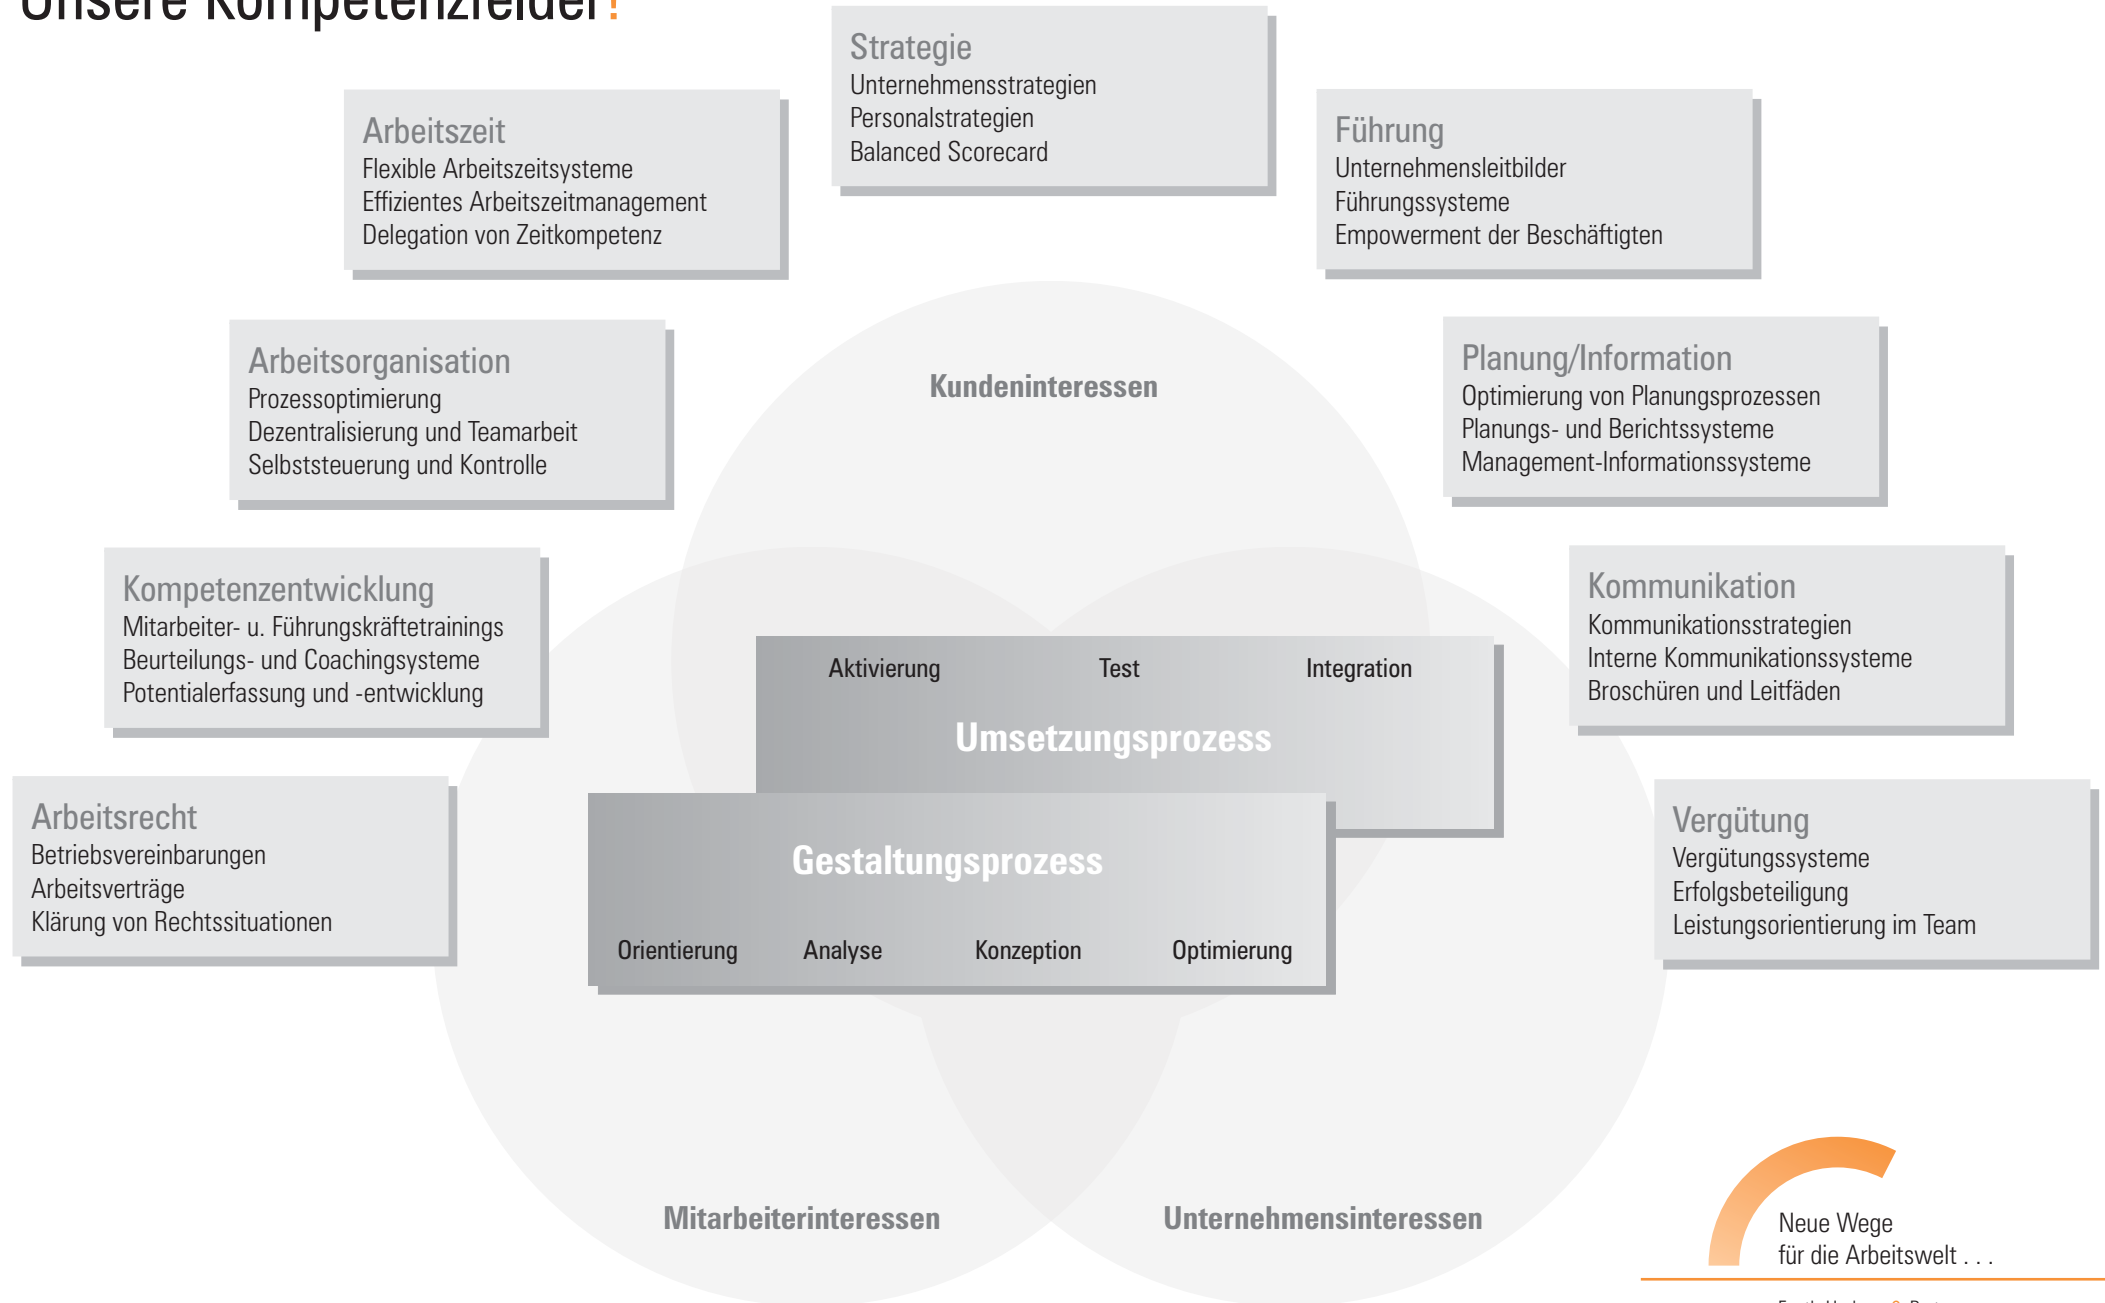 Unsere Kompetenzfelder!
Strategie
Unternehmensstrategien
Personalstrategien
Balanced Scorecard
Arbeitszeit
Flexible Arbeitszeitsysteme
Effizientes Arbeitszeitmanagement
Delegation von Zeitkompetenz
Führung
Unternehmensleitbilder
Führungssysteme
Empowerment der Beschäftigten
Arbeitsorganisation
Prozessoptimierung
Dezentralisierung und Teamarbeit
Selbststeuerung und Kontrolle
Kundeninteressen
Planung/Information
Optimierung von Planungsprozessen
Planungs- und Berichtssysteme
Management-Informationssysteme
Kompetenzentwicklung
Mitarbeiter- u. Führungskräftetrainings
Beurteilungs- und Coachingsysteme
Potentialerfassung und -entwicklung
Kommunikation
Kommunikationsstrategien
Interne Kommunikationssysteme
Broschüren und Leitfäden
Aktivierung Test Integration
Umsetzungsprozess
Arbeitsrecht
Betriebsvereinbarungen
Arbeitsverträge
Klärung von Rechtssituationen
Gestaltungsprozess
Orientierung Analyse Konzeption Optimierung
Vergütung
Vergütungssysteme
Erfolgsbeteiligung
Leistungsorientierung im Team
Mitarbeiterinteressen
Unternehmensinteressen
Neue Wege
für die Arbeitswelt . . .